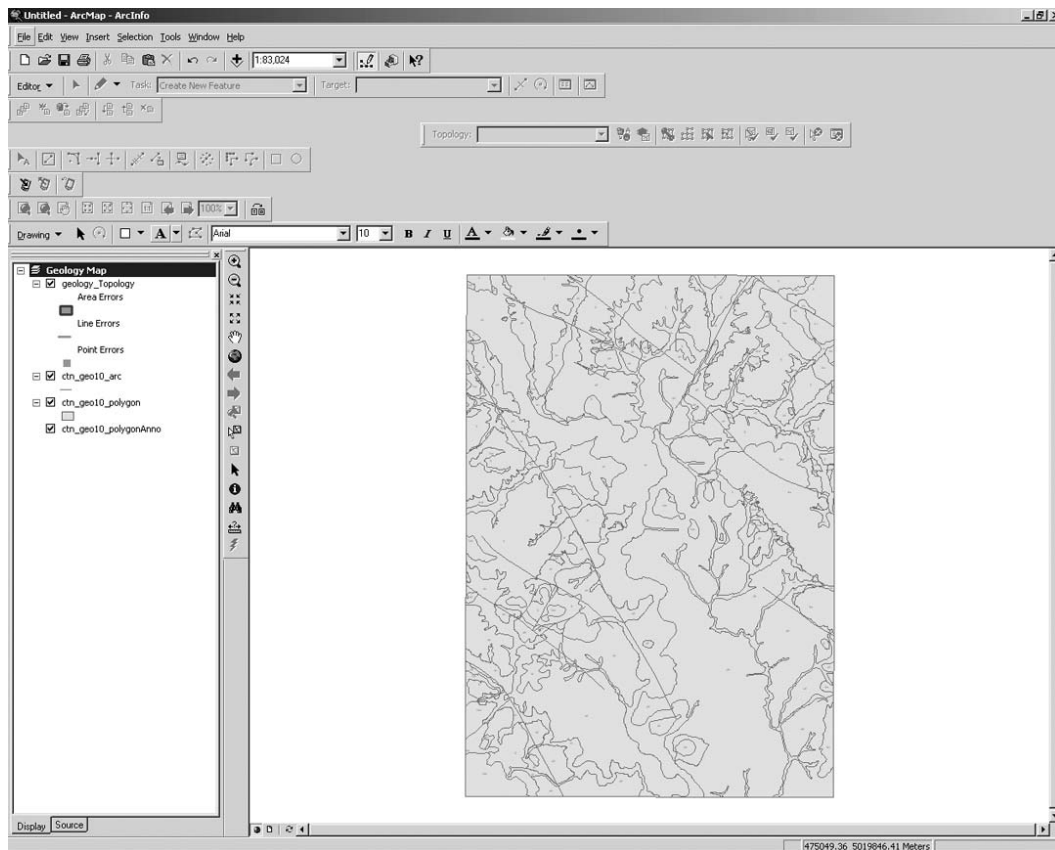 Untitled - ArcMap - ArcInfo
File Edit View Insert Selection Tools Window Help
1:83,024
Editor Task: Create New Feature Target:
Topology:
100%
Drawing A Arial 10 B I U A
Geology Map
geology_Topology
Area Errors
Line Errors
Point Errors
ctn_geo10_arc
ctn_geo10_polygon
ctn_geo10_polygonAnno
Display Source
475049.36 5019846.41 Meters